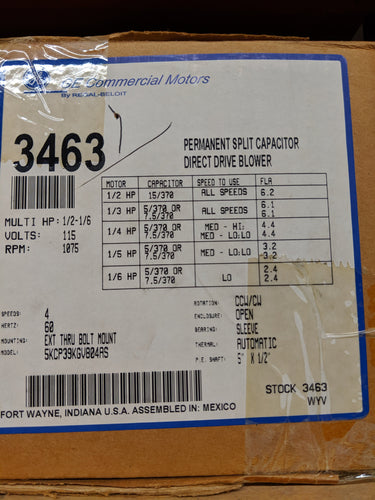 GE Commercial Motors
By REGAL-BELOIT
3463
PERMANENT SPLIT CAPACITOR
DIRECT DRIVE BLOWER
MULTI HP: 1/2-1/6
VOLTS: 115
RPM: 1075
MOTOR CAPACITOR SPEED TO USE FLA
1/2 HP 15/370 ALL SPEEDS 6.2
1/3 HP 5/370 OR 7.5/370 ALL SPEEDS 6.1 6.1
1/4 HP 5/370 OR 7.5/370 MED - HI; MED - LO:LO 4.4 4.4
1/5 HP 5/370 OR 7.5/370 MED - LO:LO 3.2 3.2
1/6 HP 5/370 OR 7.5/370 LO 2.4 2.4
SPEEDS: 4
HERTZ: 60
MOUNTING: EXT THRU BOLT MOUNT
MODEL: 5KCP39KGV804AS
ROTATION: CCW/CW
ENCLOSURE: OPEN
BEARING: SLEEVE
THERMAL: AUTOMATIC
P.E. SHAFT: 5" X 1/2"
STOCK 3463
WYV
FORT WAYNE, INDIANA U.S.A. ASSEMBLED IN: MEXICO